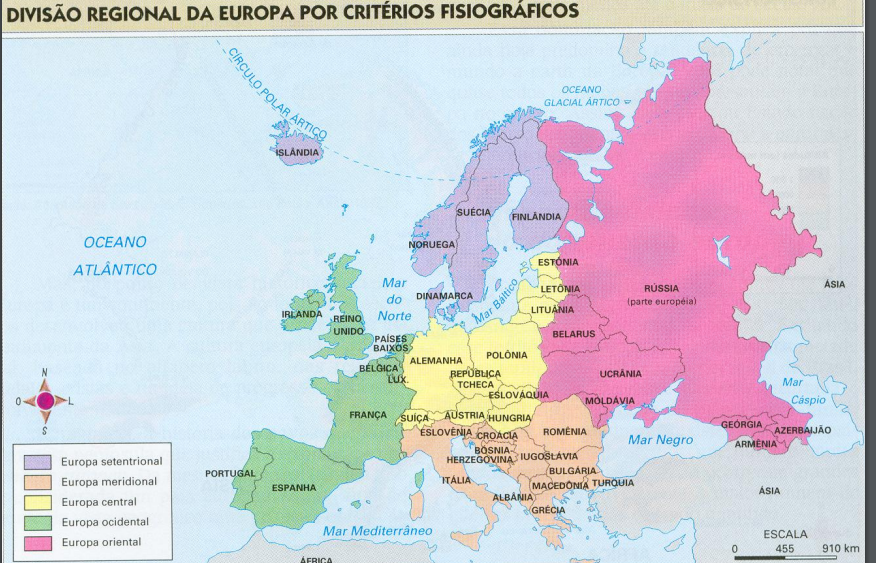 DIVISÃO REGIONAL DA EUROPA POR CRITÉRIOS FISIOGRÁFICOS
CÍRCULO POLAR ÁRTICO
OCEANO
GLACIAL ÁRTICO
ISLÂNDIA
SUÉCIA
FINLÂNDIA
NORUEGA
OCEANO
ATLÂNTICO
ESTÔNIA
Mar
do
Norte
DINAMARCA
Mar Báltico
LETÔNIA
LITUÂNIA
RÚSSIA
(parte européia)
ÁSIA
IRLANDA
REINO
UNIDO
BELARUS
PAÍSES
BAIXOS
ALEMANHA
POLÔNIA
BÉLGICA
LUX.
REPÚBLICA
TCHECA
UCRÂNIA
ESLOVÁQUIA
MOLDÁVIA
Mar
Cáspio
FRANÇA
SUÍÇA
ÁUSTRIA
HUNGRIA
ESLOVÊNIA
CROÁCIA
ROMÊNIA
GEÓRGIA
AZERBAIJÃO
ARMÊNIA
Mar Negro
BÓSNIA
HERZEGOVINA
IUGOSLÁVIA
BULGÁRIA
PORTUGAL
ESPANHA
ITÁLIA
MACEDÔNIA
TURQUIA
ALBÂNIA
GRÉCIA
ÁSIA
Mar Mediterrâneo
ÁFRICA
N
O
L
S
Europa setentrional
Europa meridional
Europa central
Europa ocidental
Europa oriental
ESCALA
0 455 910 km